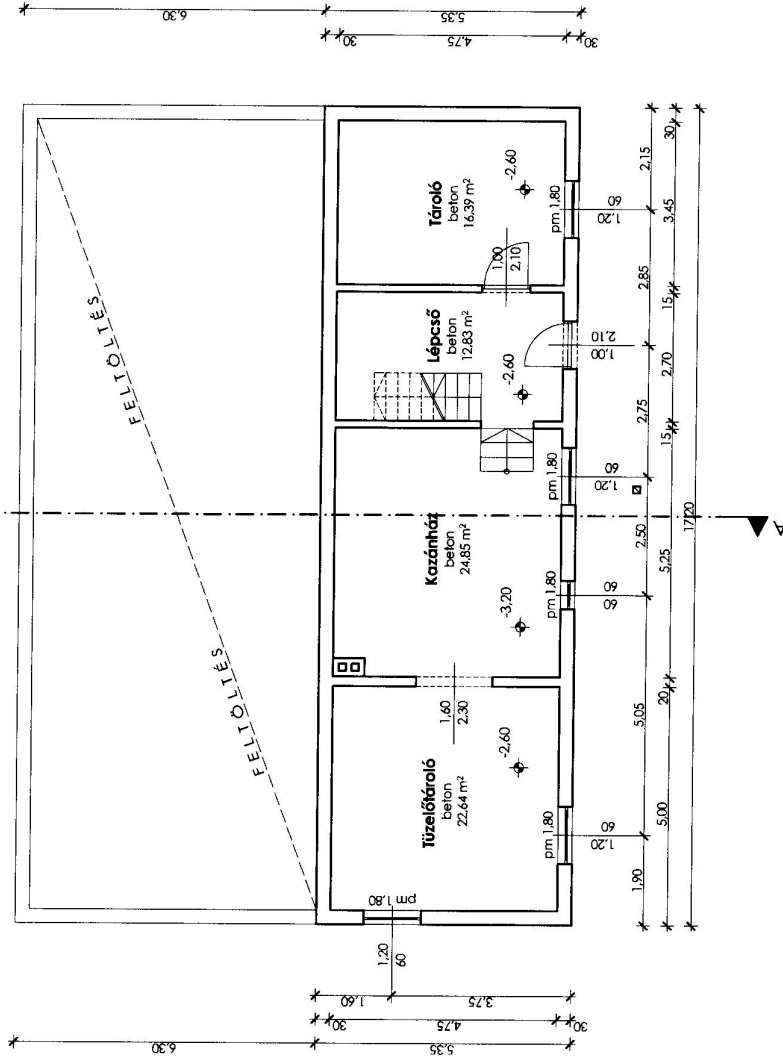 6,30
5,35
30
4,75
30
FELTÖLTÉS
FELTÖLTÉS
Tároló
beton
16,39 m²
-2,60
pm 1,80
1,20
60
1,00
2,10
Lépcső
beton
12,83 m²
-2,60
1,00
2,10
Kazánház
beton
24,85 m²
-3,20
pm 1,80
1,20
60
pm 1,80
60
60
1,60
2,30
Tüzelőtároló
beton
22,64 m²
-2,60
pm 1,80
1,20
60
pm 1,80
1,20
60
2,15
2,85
2,75
2,50
5,05
1,90
30
3,45
15
2,70
15
5,25
20
5,00
17,20
A
1,60
3,75
30
4,75
30
6,30
5,35